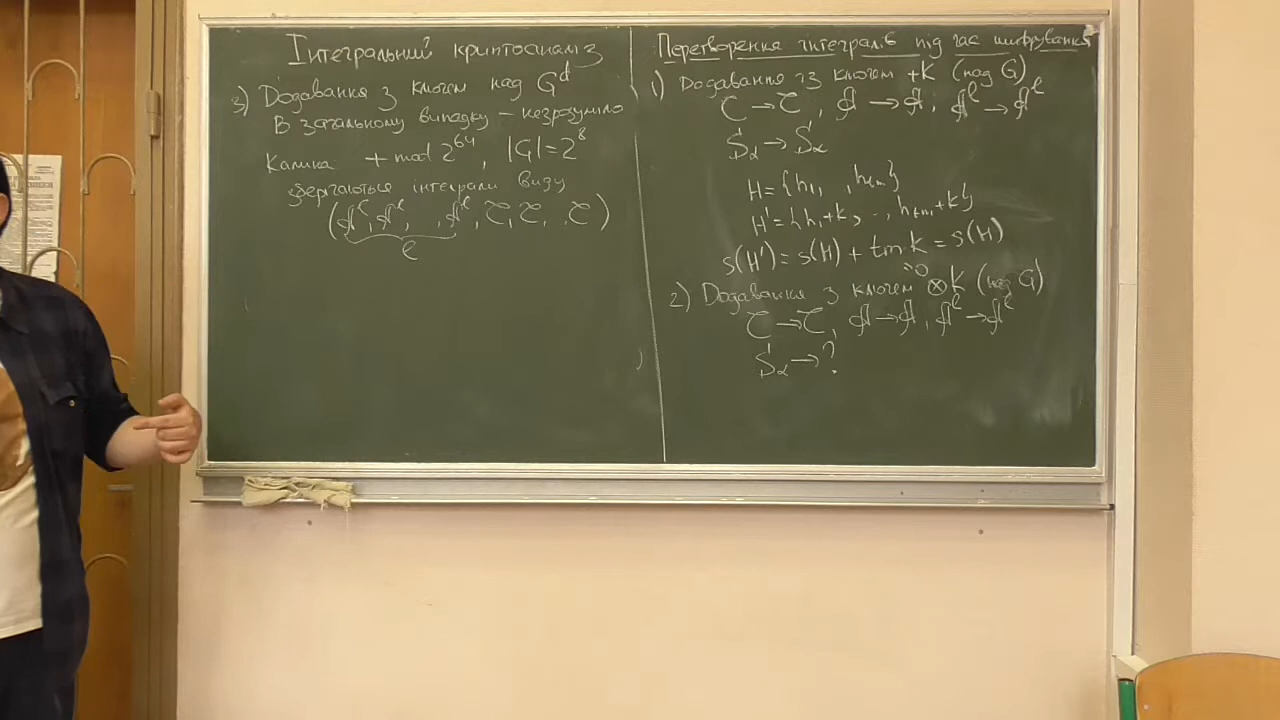 Інтегральний криптоаналіз
3) Додавання з ключем над G^d
В загальному випадку – незрозуміло
Калина + mod 2^64, |G|=2^8
зберігаються інтеграли виду
(A^l, A^l, , A^l, C, C, , C)
l
Перетворення інтегралів під час шифрування
1) Додавання із ключем +K (над G)
C → C, A → A, A^l → A^l
S_α → S_α
H = {h_1, , h_tm}
H' = {h_1+k, .., h_tm+k}
s(H') = s(H) + tm·k = s(H)
=0
2) Додавання з ключем ⊗K (над G)
C → C, A → A, A^l → A^l
S_α → ?